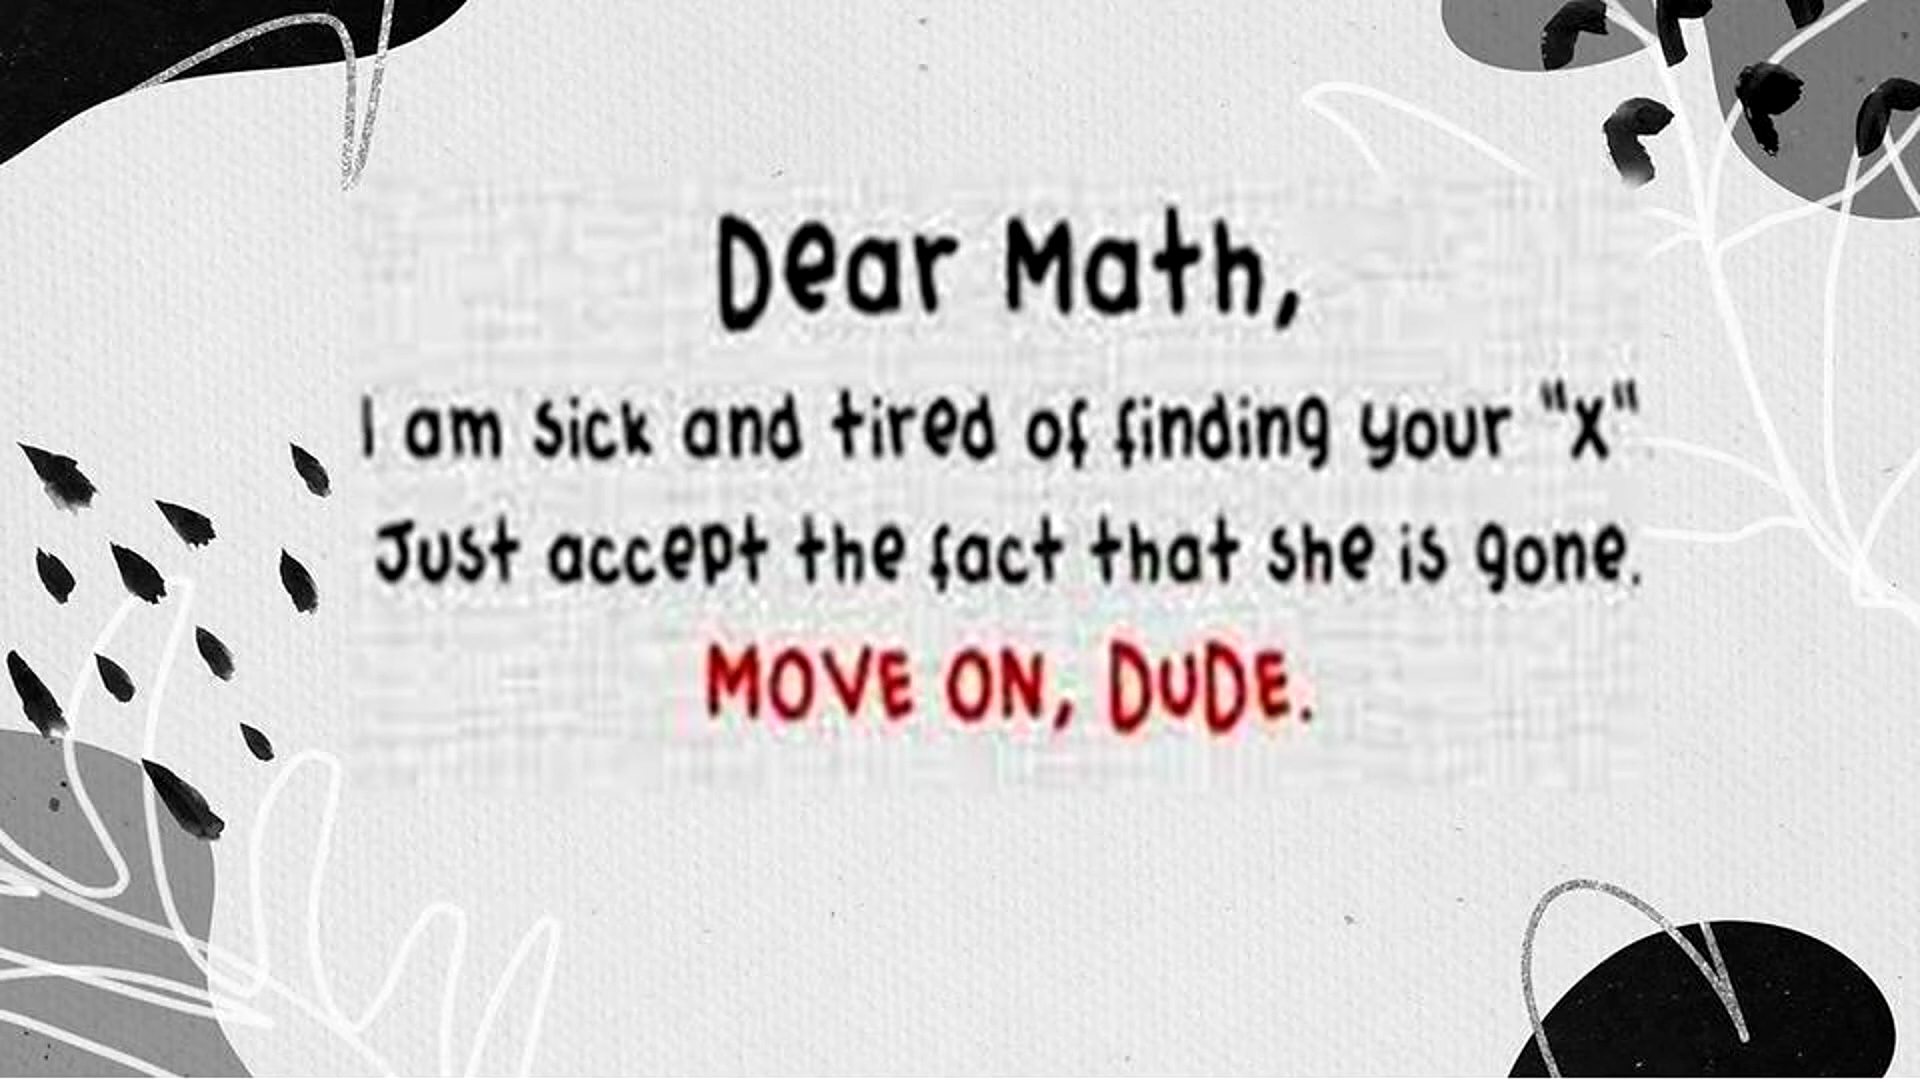 Dear Math,
I am sick and tired of finding your "x".
Just accept the fact that she is gone.
MOVE ON, DUDE.